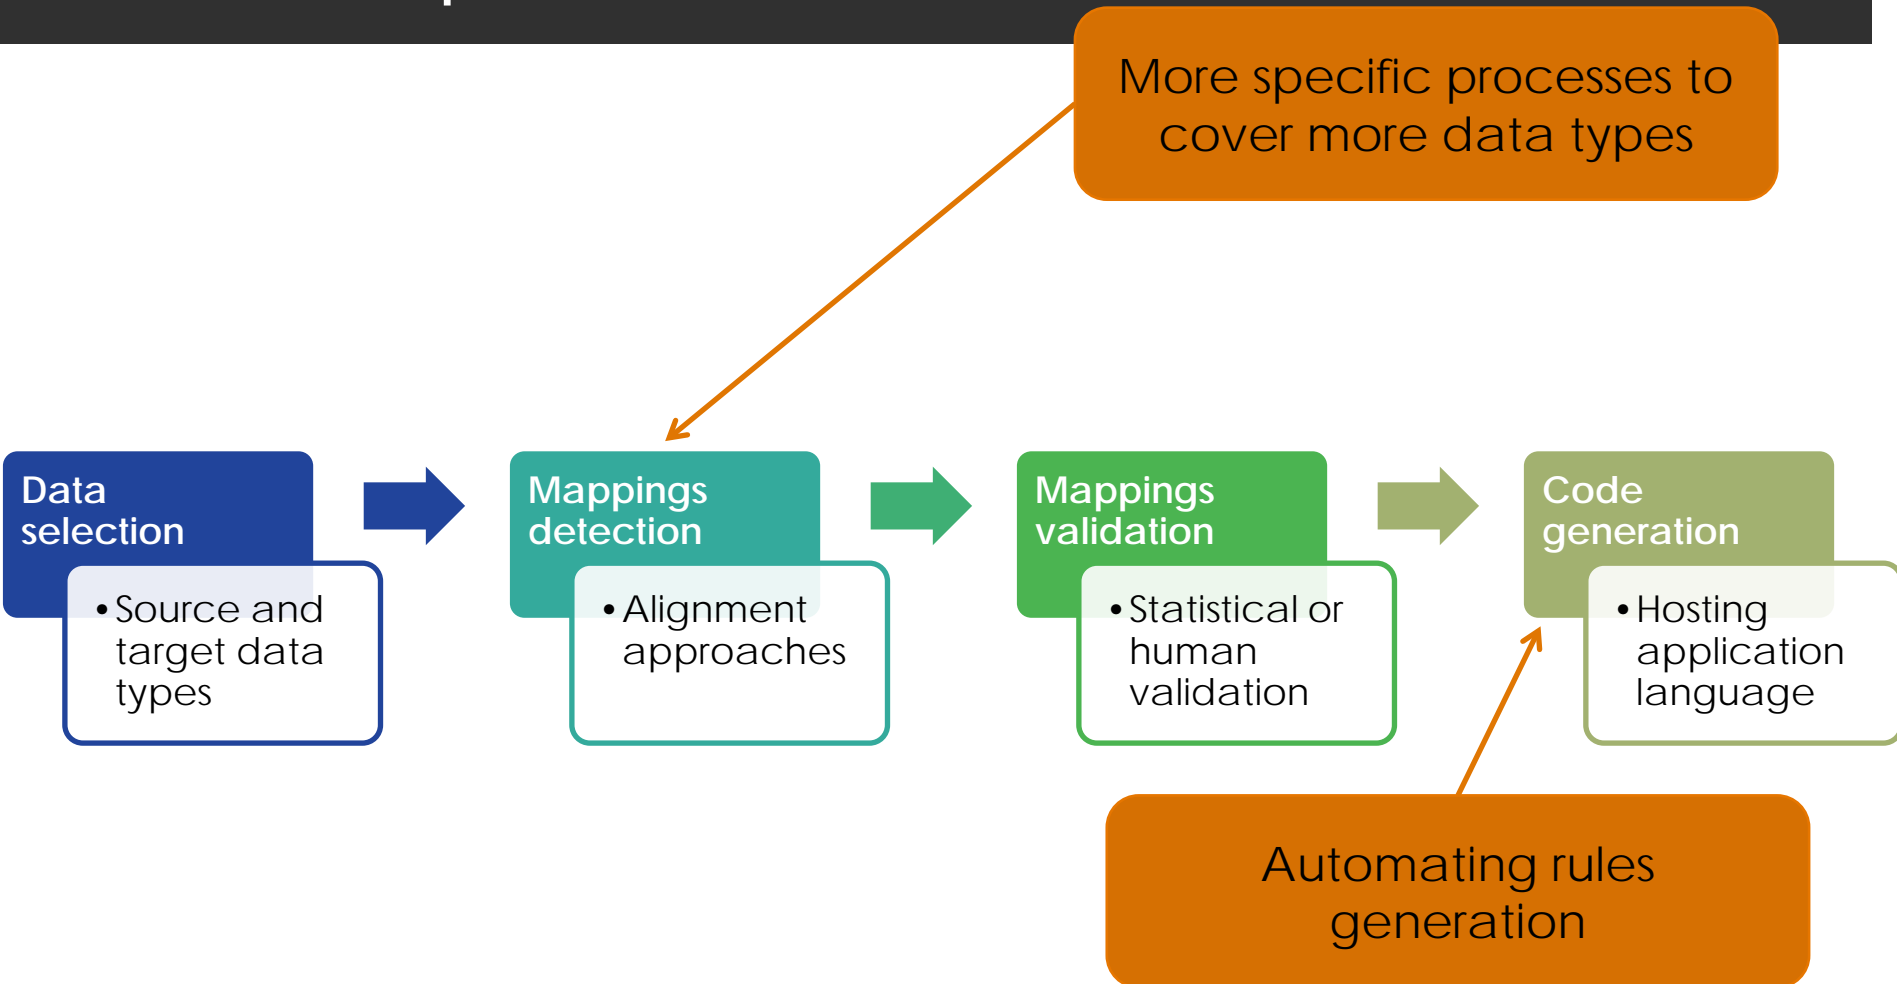 More specific processes to
cover more data types
Data
selection
• Source and
target data
types
Mappings
detection
• Alignment
approaches
Mappings
validation
• Statistical or
human
validation
Code
generation
• Hosting
application
language
Automating rules
generation